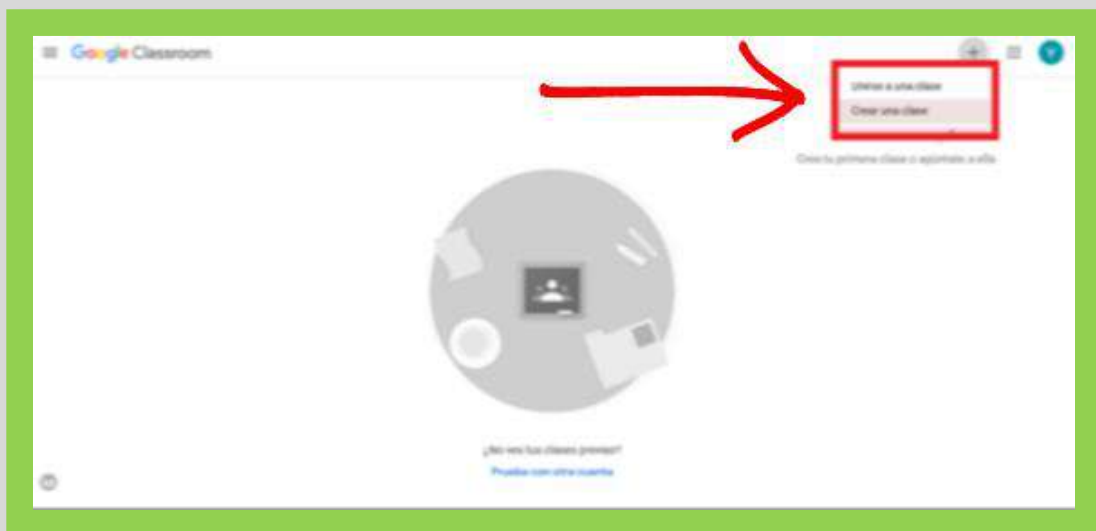 Google Classroom
Unirse a una clase
Crear una clase
Crea tu primera clase o apúntate a ella
¿No ves tus clases previas?
Prueba con otra cuenta